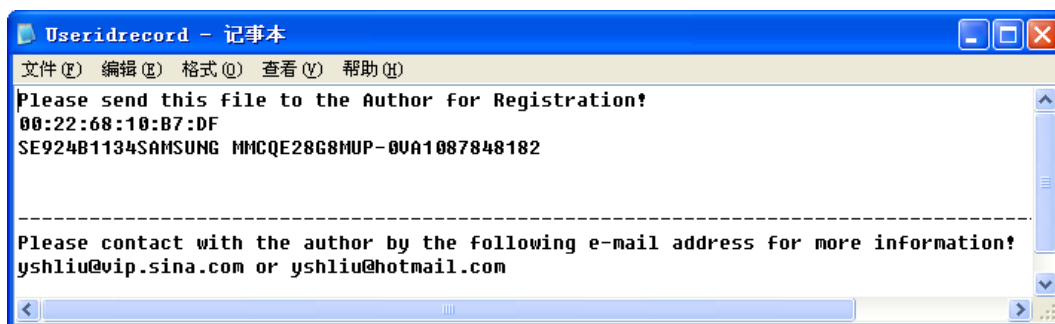 Useridrecord - 记事本
文件(F) 编辑(E) 格式(O) 查看(V) 帮助(H)
Please send this file to the Author for Registration!
00:22:68:10:B7:DF
SE924B1134SAMSUNG MMCQE28G8MUP-0VA1087848182
--------------------------------------------------------------------------------------
Please contact with the author by the following e-mail address for more information!
yshliu@vip.sina.com or yshliu@hotmail.com